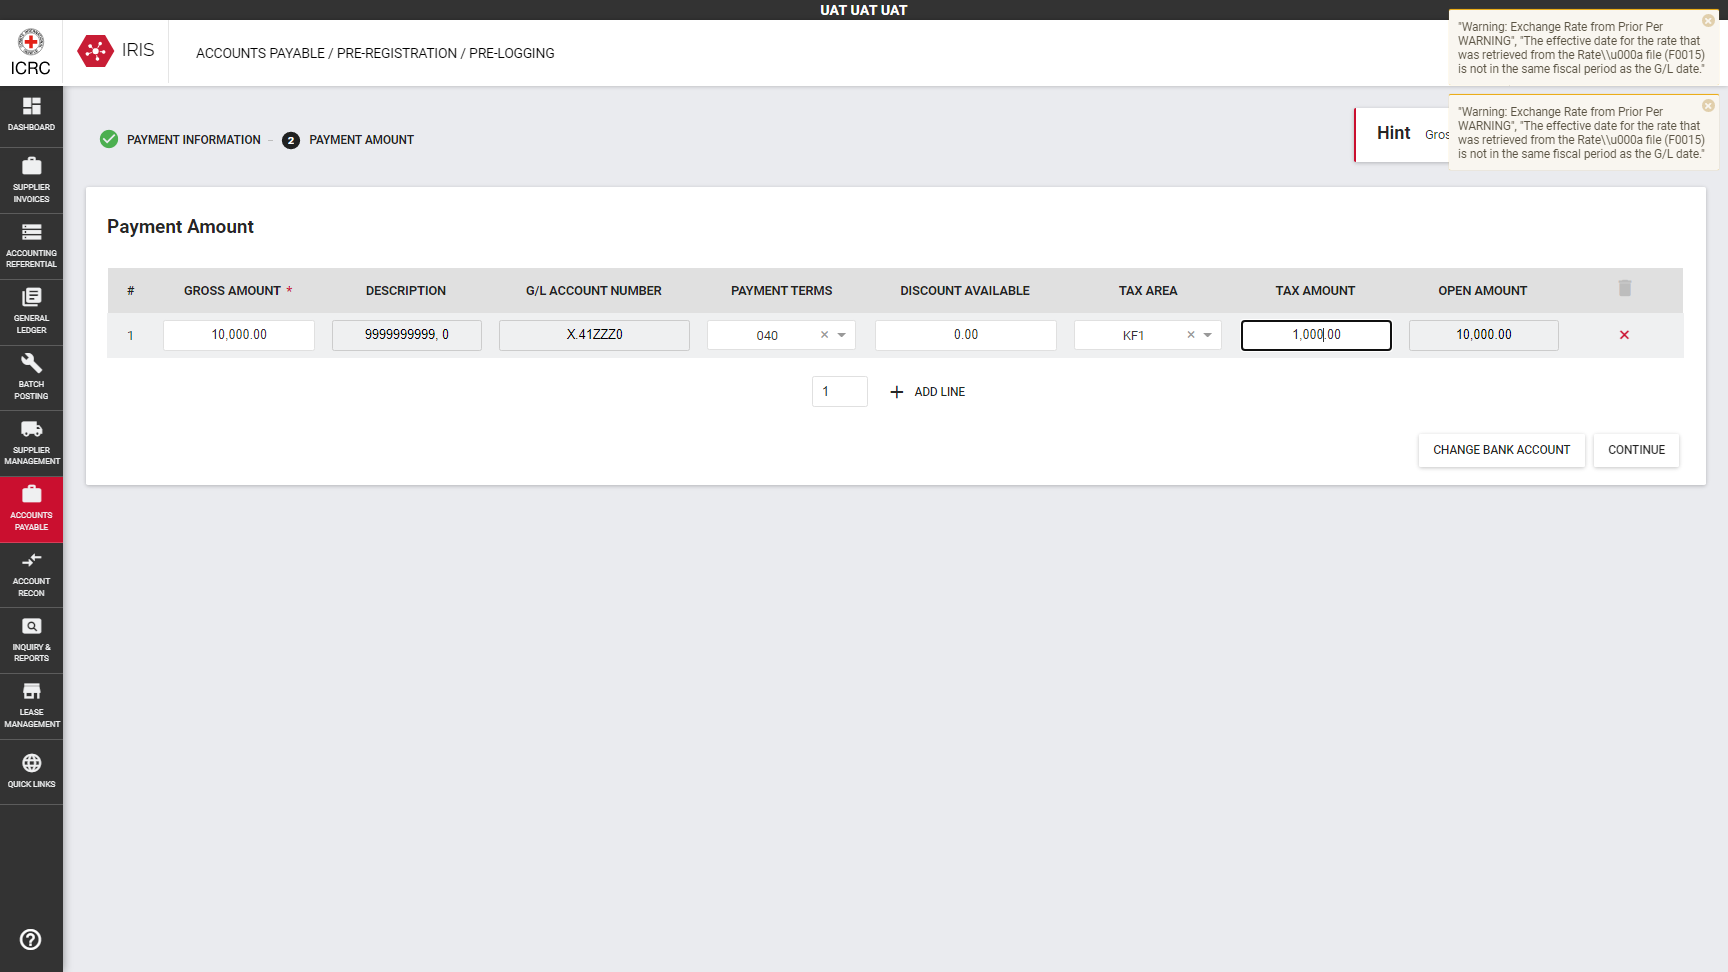 UAT UAT UAT
ICRC
IRIS
ACCOUNTS PAYABLE / PRE-REGISTRATION / PRE-LOGGING
"Warning: Exchange Rate from Prior Per
WARNING", "The effective date for the rate that
was retrieved from the Rate\\u000a file (F0015)
is not in the same fiscal period as the G/L date."
"Warning: Exchange Rate from Prior Per
WARNING", "The effective date for the rate that
was retrieved from the Rate\\u000a file (F0015)
is not in the same fiscal period as the G/L date."
DASHBOARD
SUPPLIER
INVOICES
ACCOUNTING
REFERENTIAL
GENERAL
LEDGER
BATCH
POSTING
SUPPLIER
MANAGEMENT
ACCOUNTS
PAYABLE
ACCOUNT
RECON
INQUIRY &
REPORTS
LEASE
MANAGEMENT
QUICK LINKS
PAYMENT INFORMATION – 2 PAYMENT AMOUNT
Hint Gros
Payment Amount
# GROSS AMOUNT * DESCRIPTION G/L ACCOUNT NUMBER PAYMENT TERMS DISCOUNT AVAILABLE TAX AREA TAX AMOUNT OPEN AMOUNT
1 10,000.00 9999999999, 0 X.41ZZZ0 040 × 0.00 KF1 × 1,000.00 10,000.00
1 + ADD LINE
CHANGE BANK ACCOUNT CONTINUE